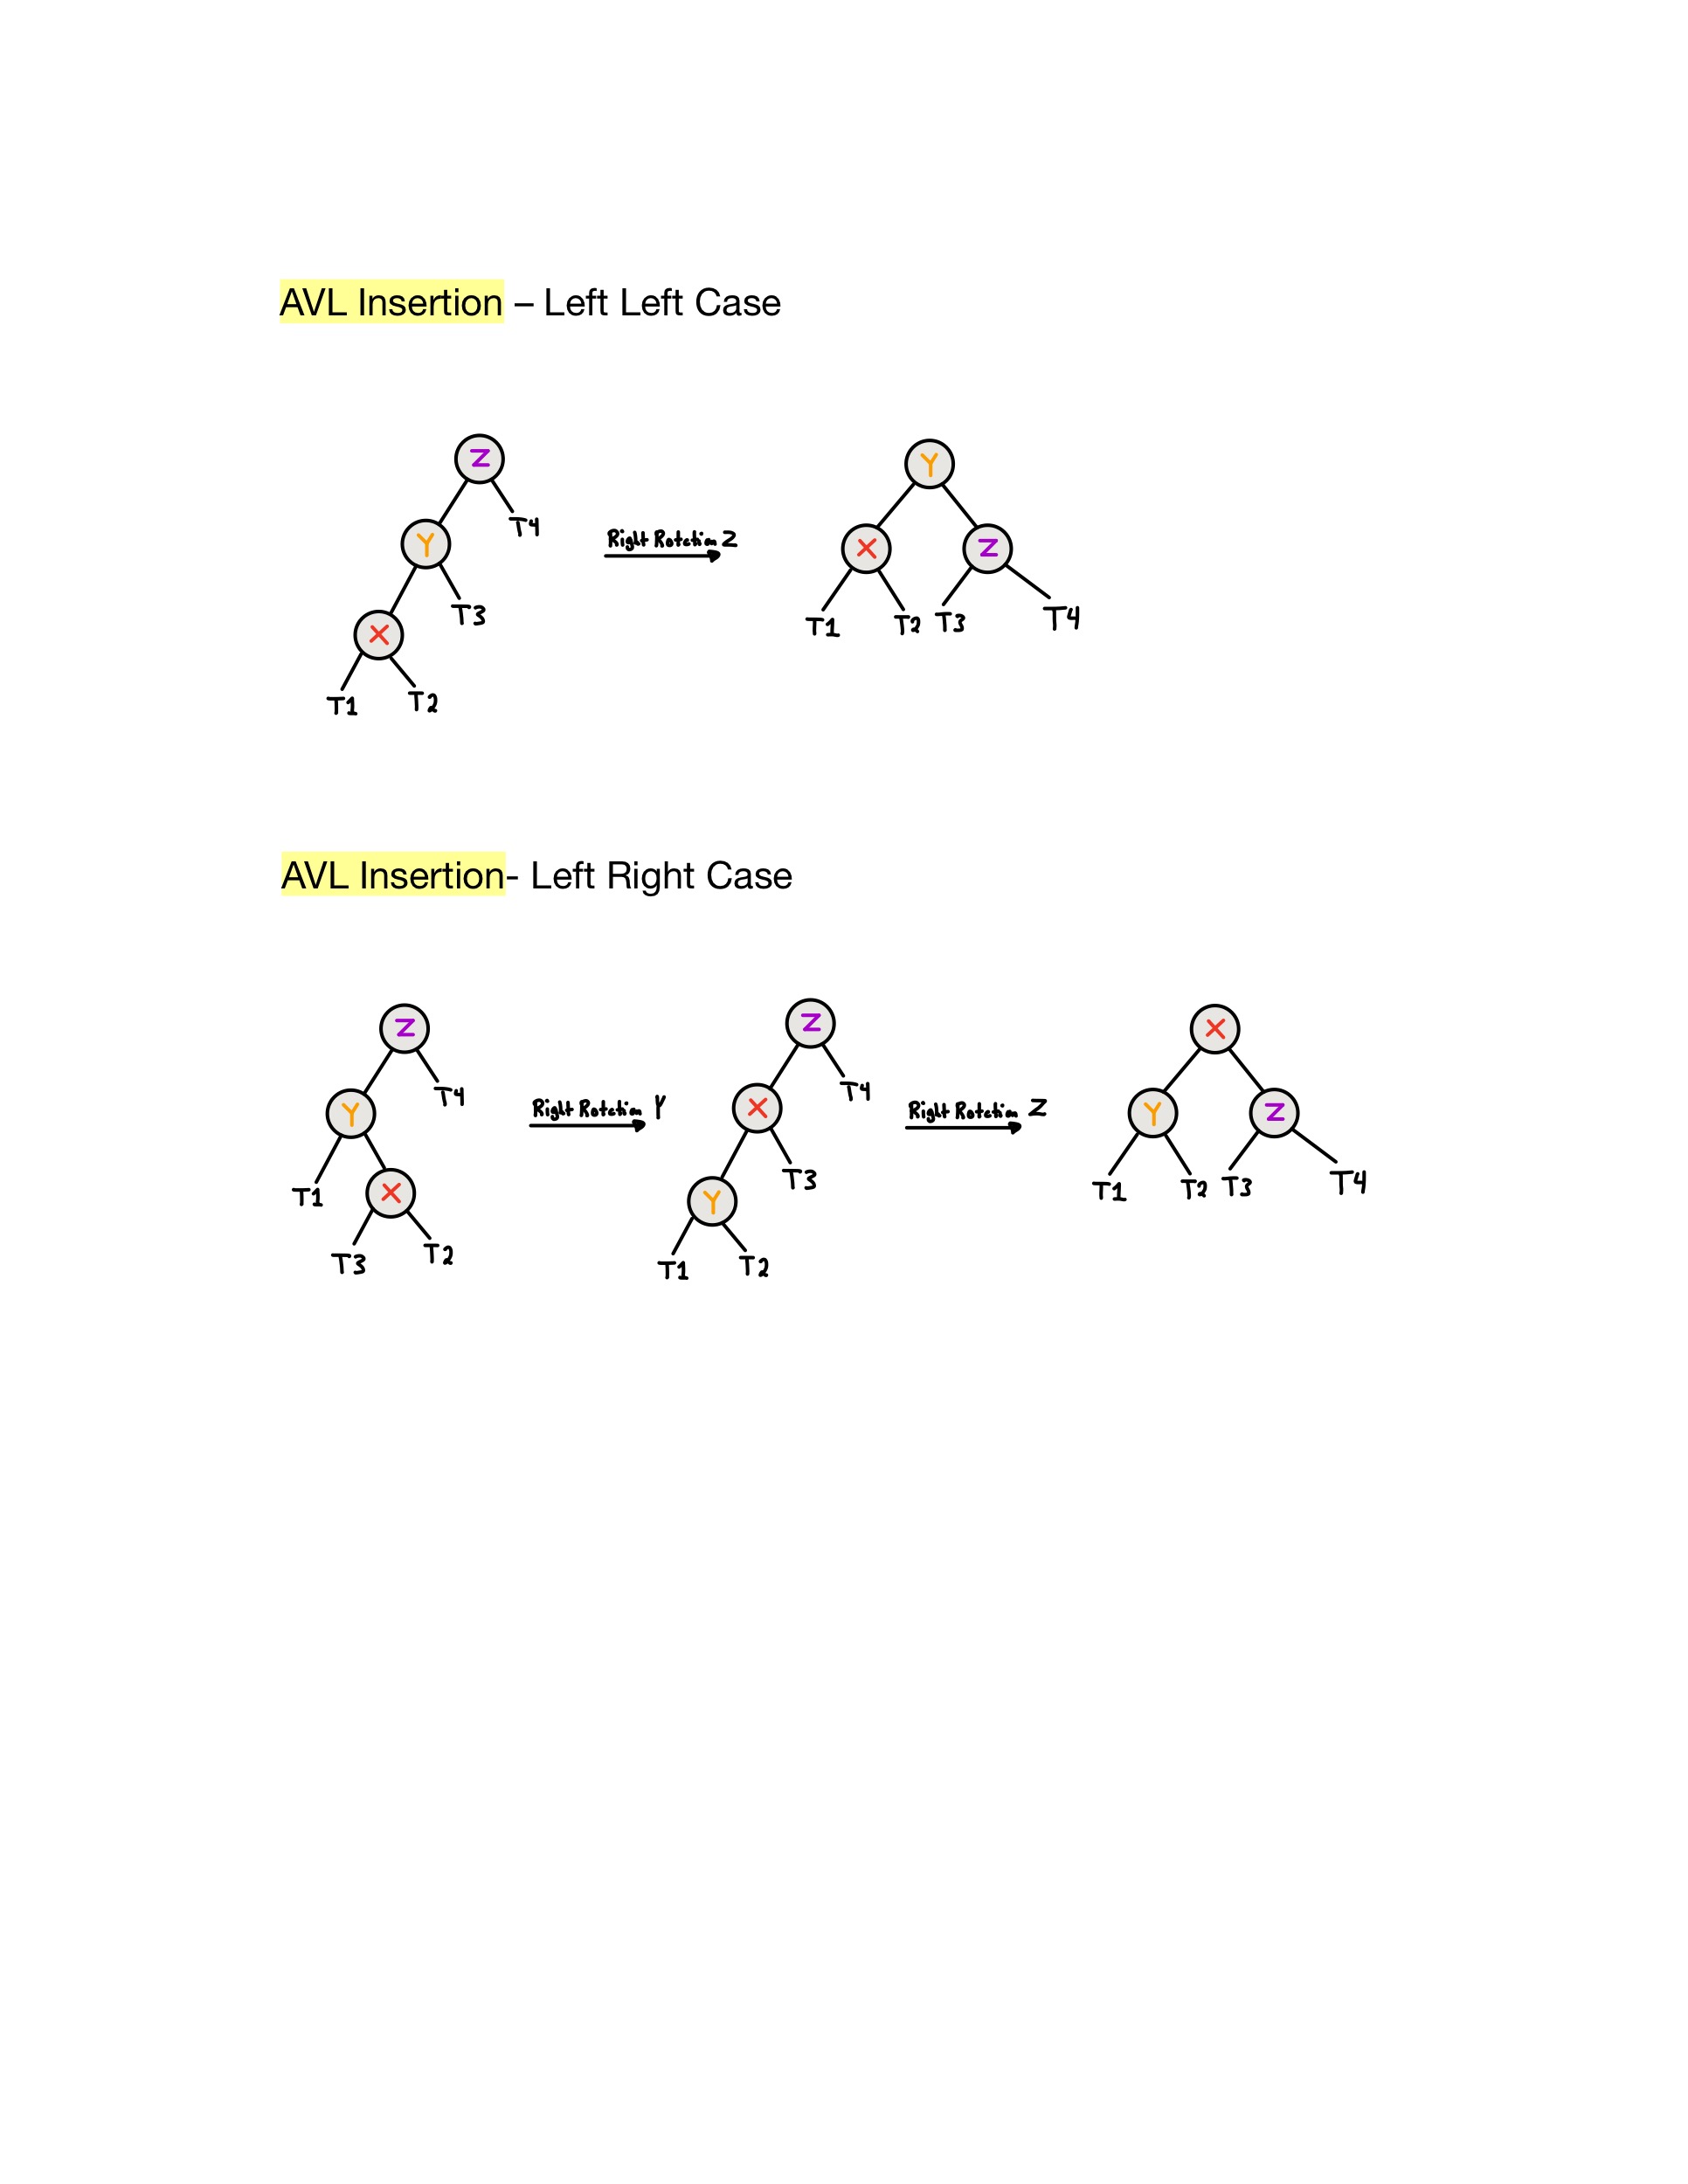 AVL Insertion – Left Left Case
Z
Y
T4
Right Rotation Z
Y
X
Z
X
T3
T1
T2
T3
T4
T1
T2
AVL Insertion- Left Right Case
Z
Z
X
Y
T4
Right Rotation Y
X
T4
Right Rotation Z
Y
Z
T1
X
T3
T1
T2
T3
T4
Y
T3
T2
T1
T2